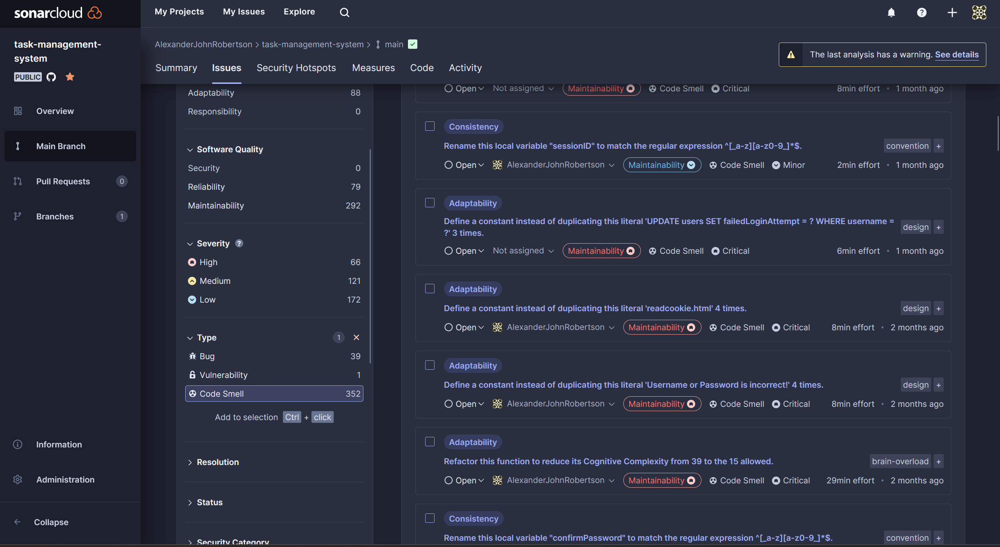 sonarcloud
My Projects
My Issues
Explore
task-management-
system
PUBLIC
AlexanderJohnRobertson > task-management-system > main
The last analysis has a warning. See details
Summary
Issues
Security Hotspots
Measures
Code
Activity
Overview
Main Branch
Pull Requests 0
Branches 1
Information
Administration
Collapse
Adaptability 88
Responsibility 0
Software Quality
Security 0
Reliability 79
Maintainability 292
Severity ?
High 66
Medium 121
Low 172
Type 1
Bug 39
Vulnerability 1
Code Smell 352
Add to selection Ctrl + click
Resolution
Status
Security Category
Open Not assigned Maintainability Code Smell Critical 8min effort • 1 month ago
Consistency
Rename this local variable "sessionID" to match the regular expression ^[_a-z][a-z0-9_]*$. convention +
Open AlexanderJohnRobertson Maintainability Code Smell Minor 2min effort • 1 month ago
Adaptability
Define a constant instead of duplicating this literal 'UPDATE users SET failedLoginAttempt = ? WHERE username =
?' 3 times. design +
Open Not assigned Maintainability Code Smell Critical 6min effort • 1 month ago
Adaptability
Define a constant instead of duplicating this literal 'readcookie.html' 4 times. design +
Open AlexanderJohnRobertson Maintainability Code Smell Critical 8min effort • 2 months ago
Adaptability
Define a constant instead of duplicating this literal 'Username or Password is incorrect!' 4 times. design +
Open AlexanderJohnRobertson Maintainability Code Smell Critical 8min effort • 2 months ago
Adaptability
Refactor this function to reduce its Cognitive Complexity from 39 to the 15 allowed. brain-overload +
Open AlexanderJohnRobertson Maintainability Code Smell Critical 29min effort • 2 months ago
Consistency
Rename this local variable "confirmPassword" to match the regular expression ^[_a-z][a-z0-9_]*$. convention +